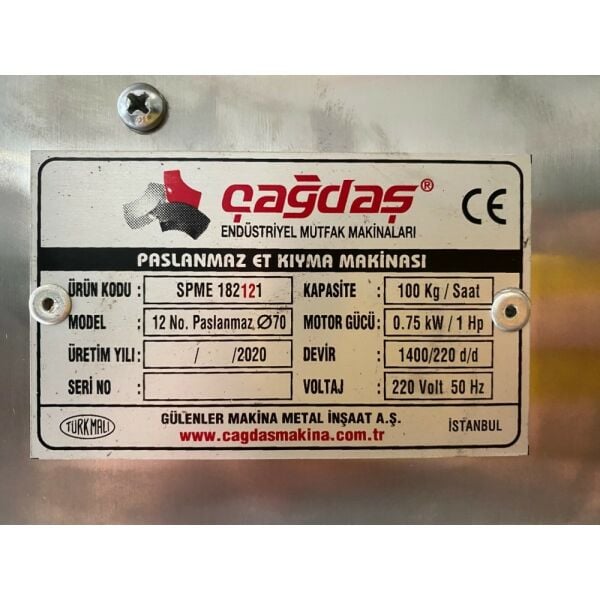 çağdaş®
ENDÜSTRİYEL MUTFAK MAKİNALARI
CE
PASLANMAZ ET KIYMA MAKİNASI
ÜRÜN KODU : SPME 182121 KAPASİTE : 100 Kg / Saat
MODEL : 12 No. Paslanmaz Ø70 MOTOR GÜCÜ : 0.75 kW / 1 Hp
ÜRETİM YILI : / /2020 DEVİR : 1400/220 d/d
SERİ NO : VOLTAJ : 220 Volt 50 Hz
TÜRK MALI
GÜLENLER MAKİNA METAL İNŞAAT A.Ş.
www.cagdasmakina.com.tr
İSTANBUL